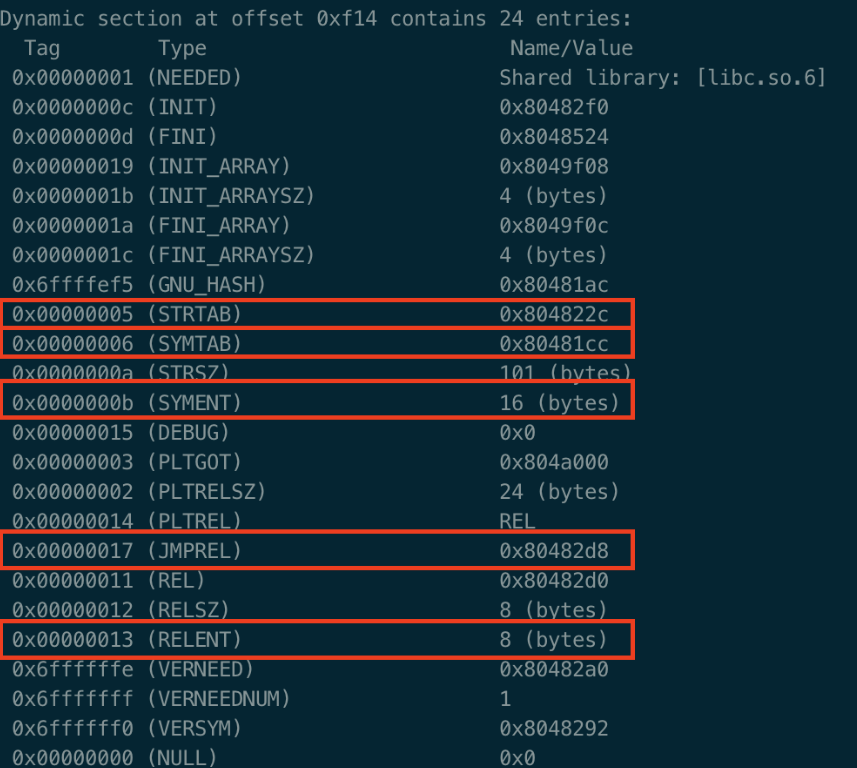 Dynamic section at offset 0xf14 contains 24 entries:
Tag Type Name/Value
0x00000001 (NEEDED) Shared library: [libc.so.6]
0x0000000c (INIT) 0x80482f0
0x0000000d (FINI) 0x8048524
0x00000019 (INIT_ARRAY) 0x8049f08
0x0000001b (INIT_ARRAYSZ) 4 (bytes)
0x0000001a (FINI_ARRAY) 0x8049f0c
0x0000001c (FINI_ARRAYSZ) 4 (bytes)
0x6ffffef5 (GNU_HASH) 0x80481ac
0x00000005 (STRTAB) 0x804822c
0x00000006 (SYMTAB) 0x80481cc
0x0000000a (STRSZ) 101 (bytes)
0x0000000b (SYMENT) 16 (bytes)
0x00000015 (DEBUG) 0x0
0x00000003 (PLTGOT) 0x804a000
0x00000002 (PLTRELSZ) 24 (bytes)
0x00000014 (PLTREL) REL
0x00000017 (JMPREL) 0x80482d8
0x00000011 (REL) 0x80482d0
0x00000012 (RELSZ) 8 (bytes)
0x00000013 (RELENT) 8 (bytes)
0x6ffffffe (VERNEED) 0x80482a0
0x6fffffff (VERNEEDNUM) 1
0x6ffffff0 (VERSYM) 0x8048292
0x00000000 (NULL) 0x0